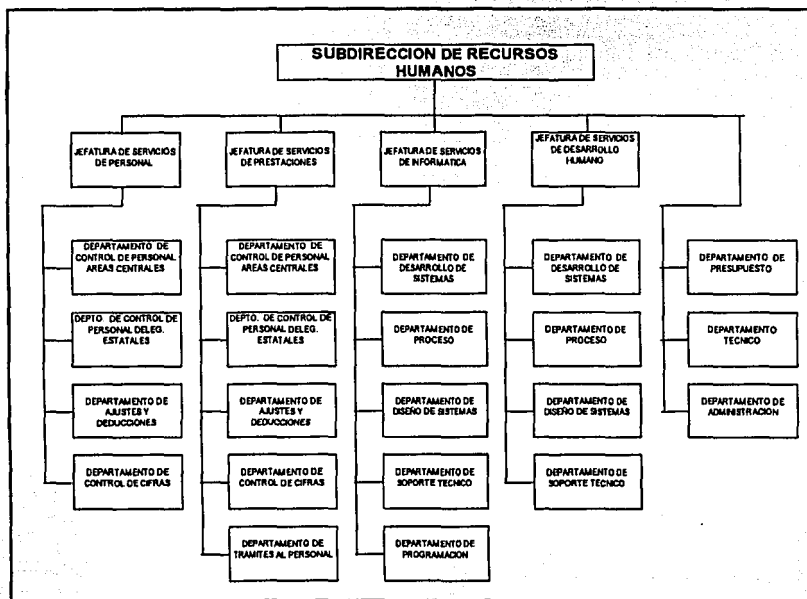 SUBDIRECCION DE RECURSOS
HUMANOS
JEFATURA DE SERVICIOS
DE PERSONAL
JEFATURA DE SERVICIOS
DE PRESTACIONES
JEFATURA DE SERVICIOS
DE INFORMATICA
JEFATURA DE SERVICIOS
DE DESARROLLO
HUMANO
DEPARTAMENTO DE
CONTROL DE PERSONAL
AREAS CENTRALES
DEPTO. DE CONTROL DE
PERSONAL DELEG.
ESTATALES
DEPARTAMENTO DE
AJUSTES Y
DEDUCCIONES
DEPARTAMENTO DE
CONTROL DE CIFRAS
DEPARTAMENTO DE
CONTROL DE PERSONAL
AREAS CENTRALES
DEPTO. DE CONTROL DE
PERSONAL DELEG.
ESTATALES
DEPARTAMENTO DE
AJUSTES Y
DEDUCCIONES
DEPARTAMENTO DE
CONTROL DE CIFRAS
DEPARTAMENTO DE
TRAMITES AL PERSONAL
DEPARTAMENTO DE
DESARROLLO DE
SISTEMAS
DEPARTAMENTO DE
PROCESO
DEPARTAMENTO DE
DISEÑO DE SISTEMAS
DEPARTAMENTO DE
SOPORTE TECNICO
DEPARTAMENTO DE
PROGRAMACION
DEPARTAMENTO DE
DESARROLLO DE
SISTEMAS
DEPARTAMENTO DE
PROCESO
DEPARTAMENTO DE
DISEÑO DE SISTEMAS
DEPARTAMENTO DE
SOPORTE TECNICO
DEPARTAMENTO DE
PRESUPUESTO
DEPARTAMENTO
TECNICO
DEPARTAMENTO
DE ADMINISTRACION